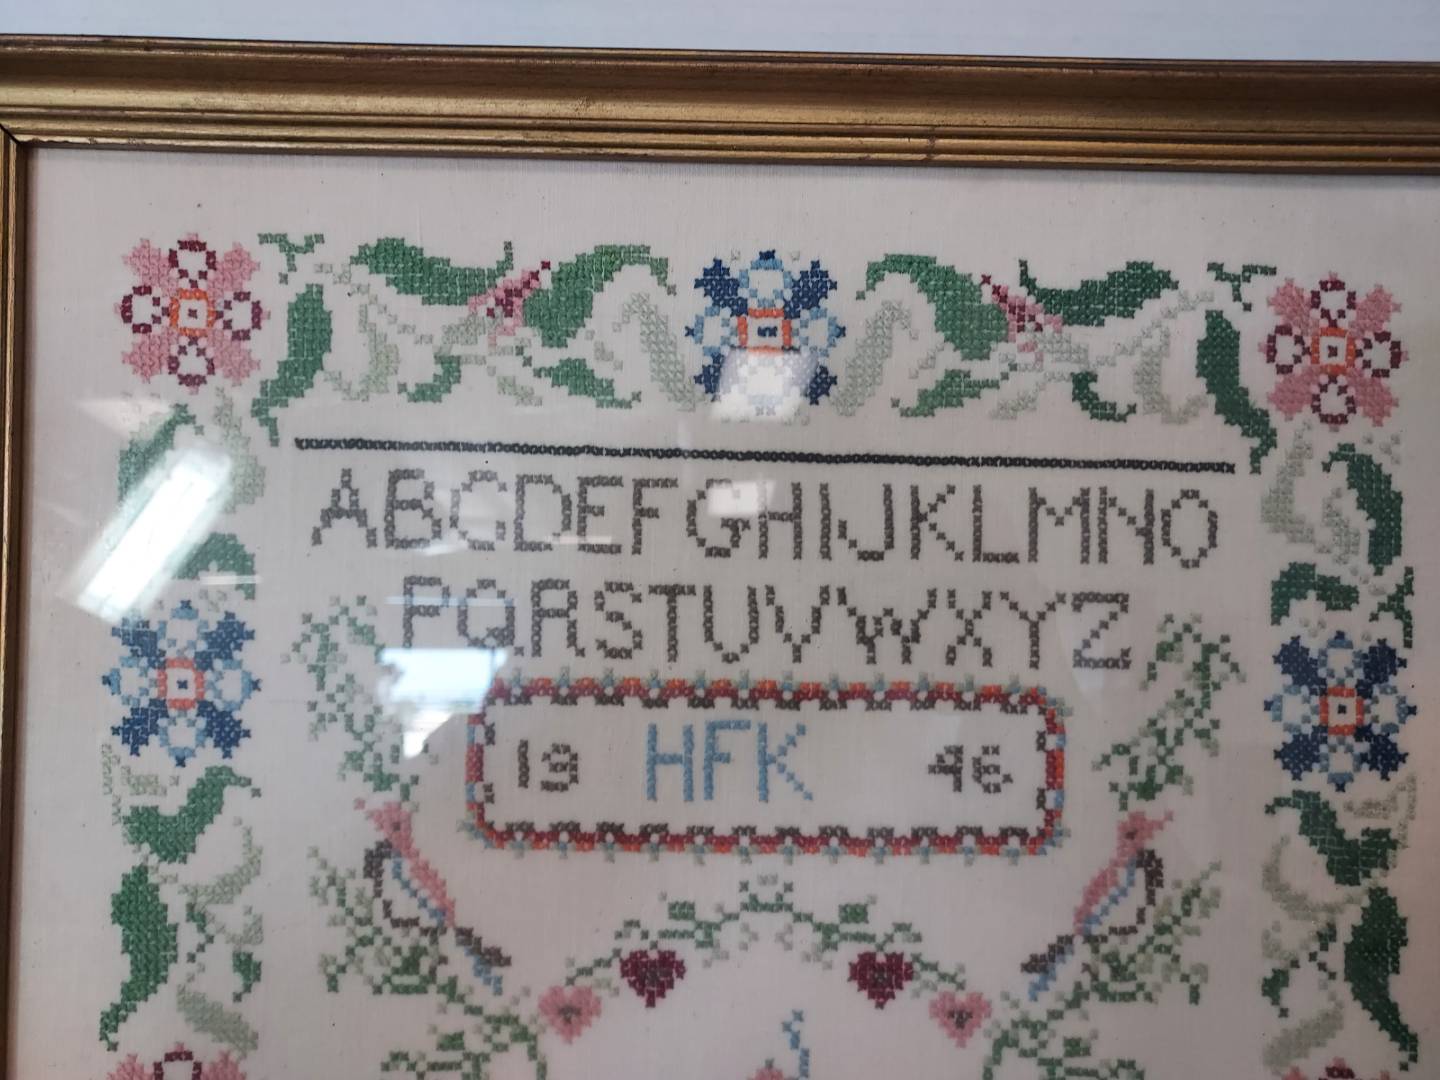 ABCDEFGHIJKLMNO
PQRSTUVWXYZ
19 HFK 46